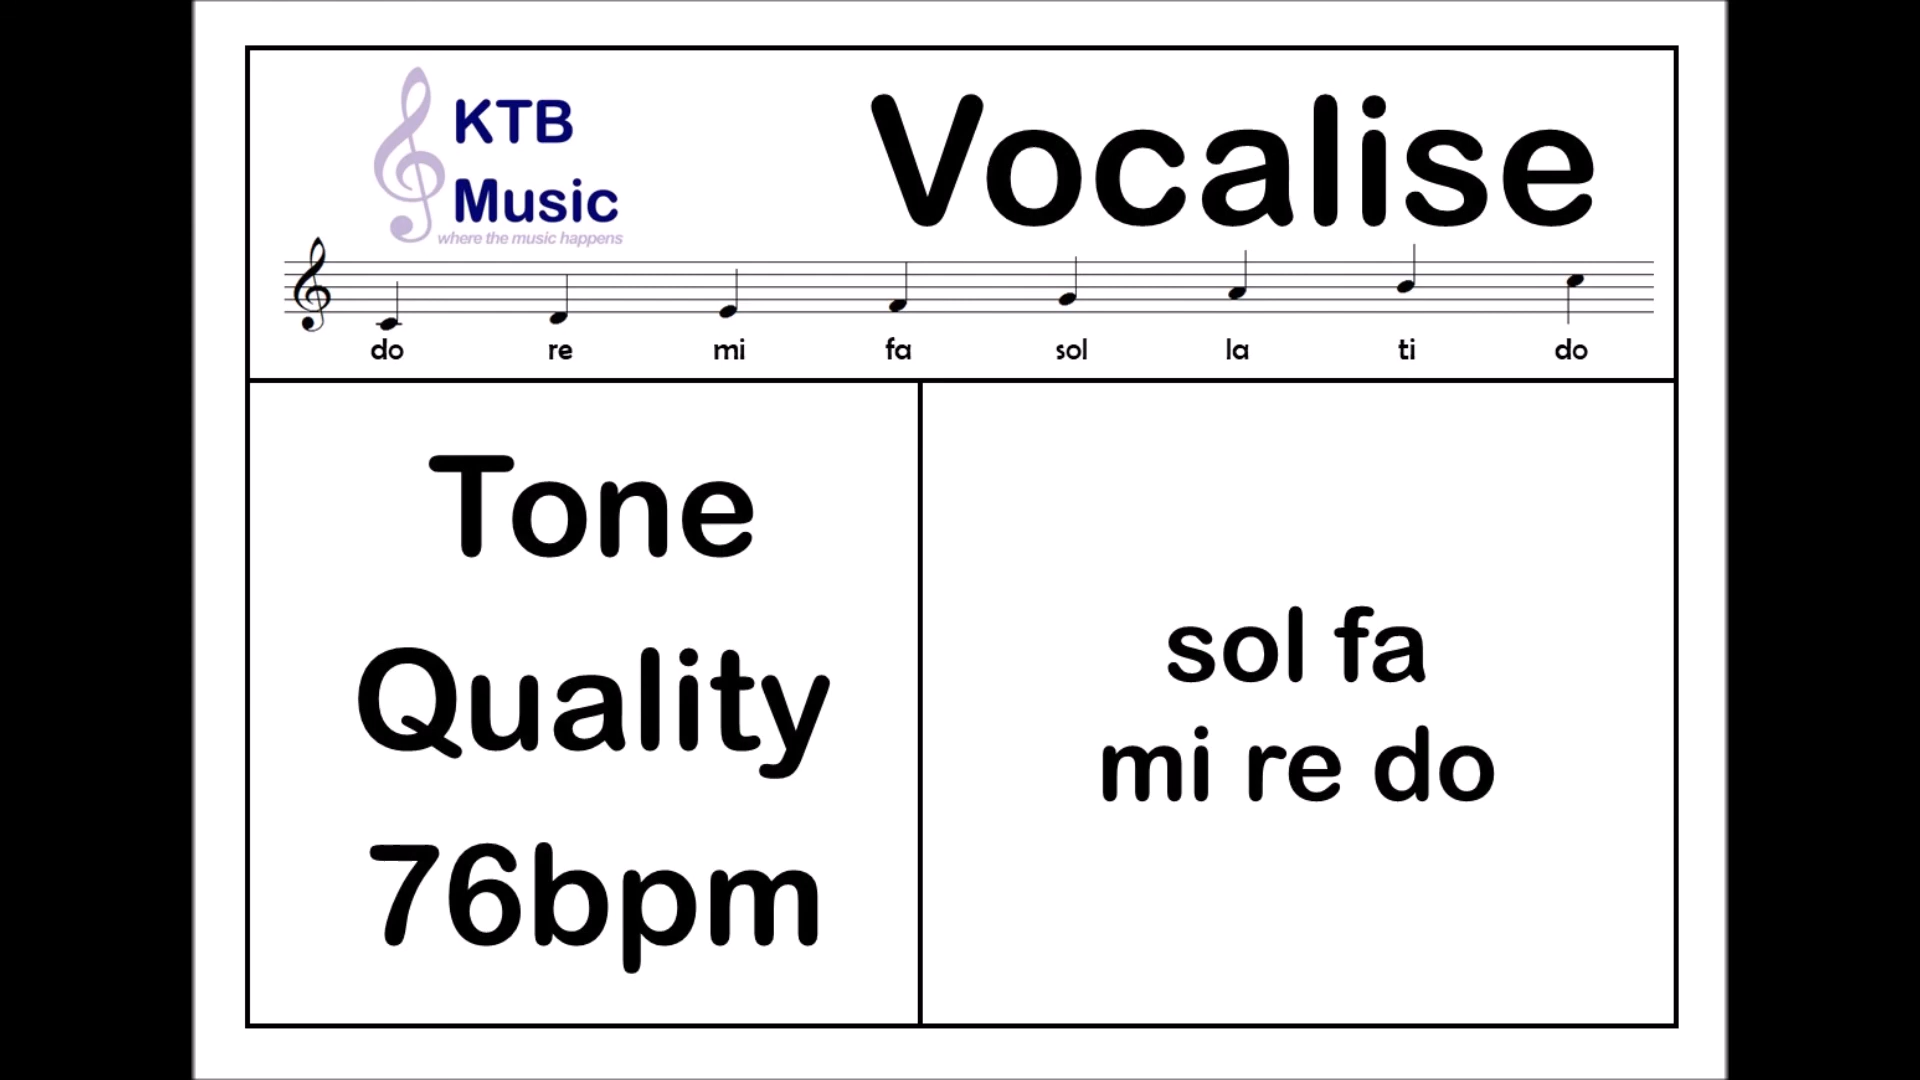 KTB
Music
where the music happens
Vocalise
do re mi fa sol la ti do
Tone
Quality
76bpm
sol fa
mi re do